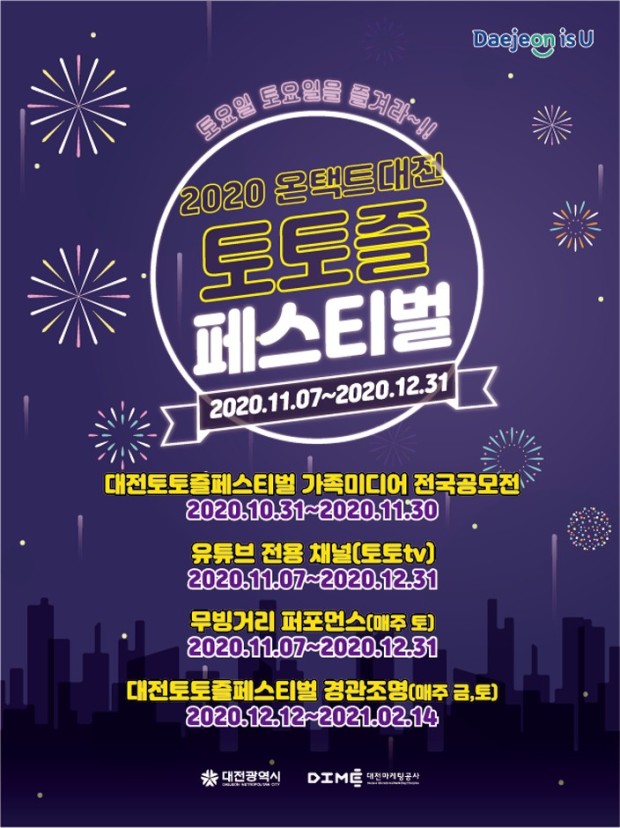 Daejeon is U
토요일 토요일을 즐겨라~!!
2020 온택트대전
토토즐
페스티벌
2020.11.07~2020.12.31
대전토토즐페스티벌 가족미디어 전국공모전
2020.10.31~2020.11.30
유튜브 전용 채널(토토tv)
2020.11.07~2020.12.31
무빙거리 퍼포먼스(매주 토)
2020.11.07~2020.12.31
대전토토즐페스티벌 경관조명(매주 금,토)
2020.12.12~2021.02.14
대전광역시
DAEJEON METROPOLITAN CITY
DIME 대전마케팅공사